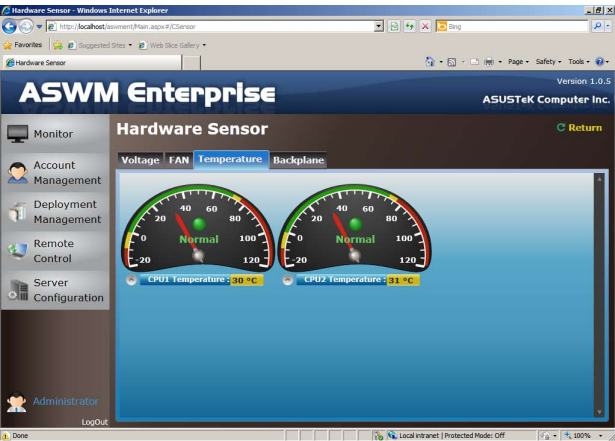 Hardware Sensor - Windows Internet Explorer
http://localhost/aswment/Main.aspx#/CSensor
Bing
Favorites Suggested Sites Web Slice Gallery
Hardware Sensor
Page Safety Tools
Version 1.0.5
ASWM Enterprise
ASUSTeK Computer Inc.
Monitor
Account Management
Deployment Management
Remote Control
Server Configuration
Administrator
LogOut
Hardware Sensor
Return
Voltage FAN Temperature Backplane
-20 0 20 40 60 80 100 120
Normal
CPU1 Temperature : 30 ºC
-20 0 20 40 60 80 100 120
Normal
CPU2 Temperature : 31 ºC
Done
Local intranet | Protected Mode: Off
100%